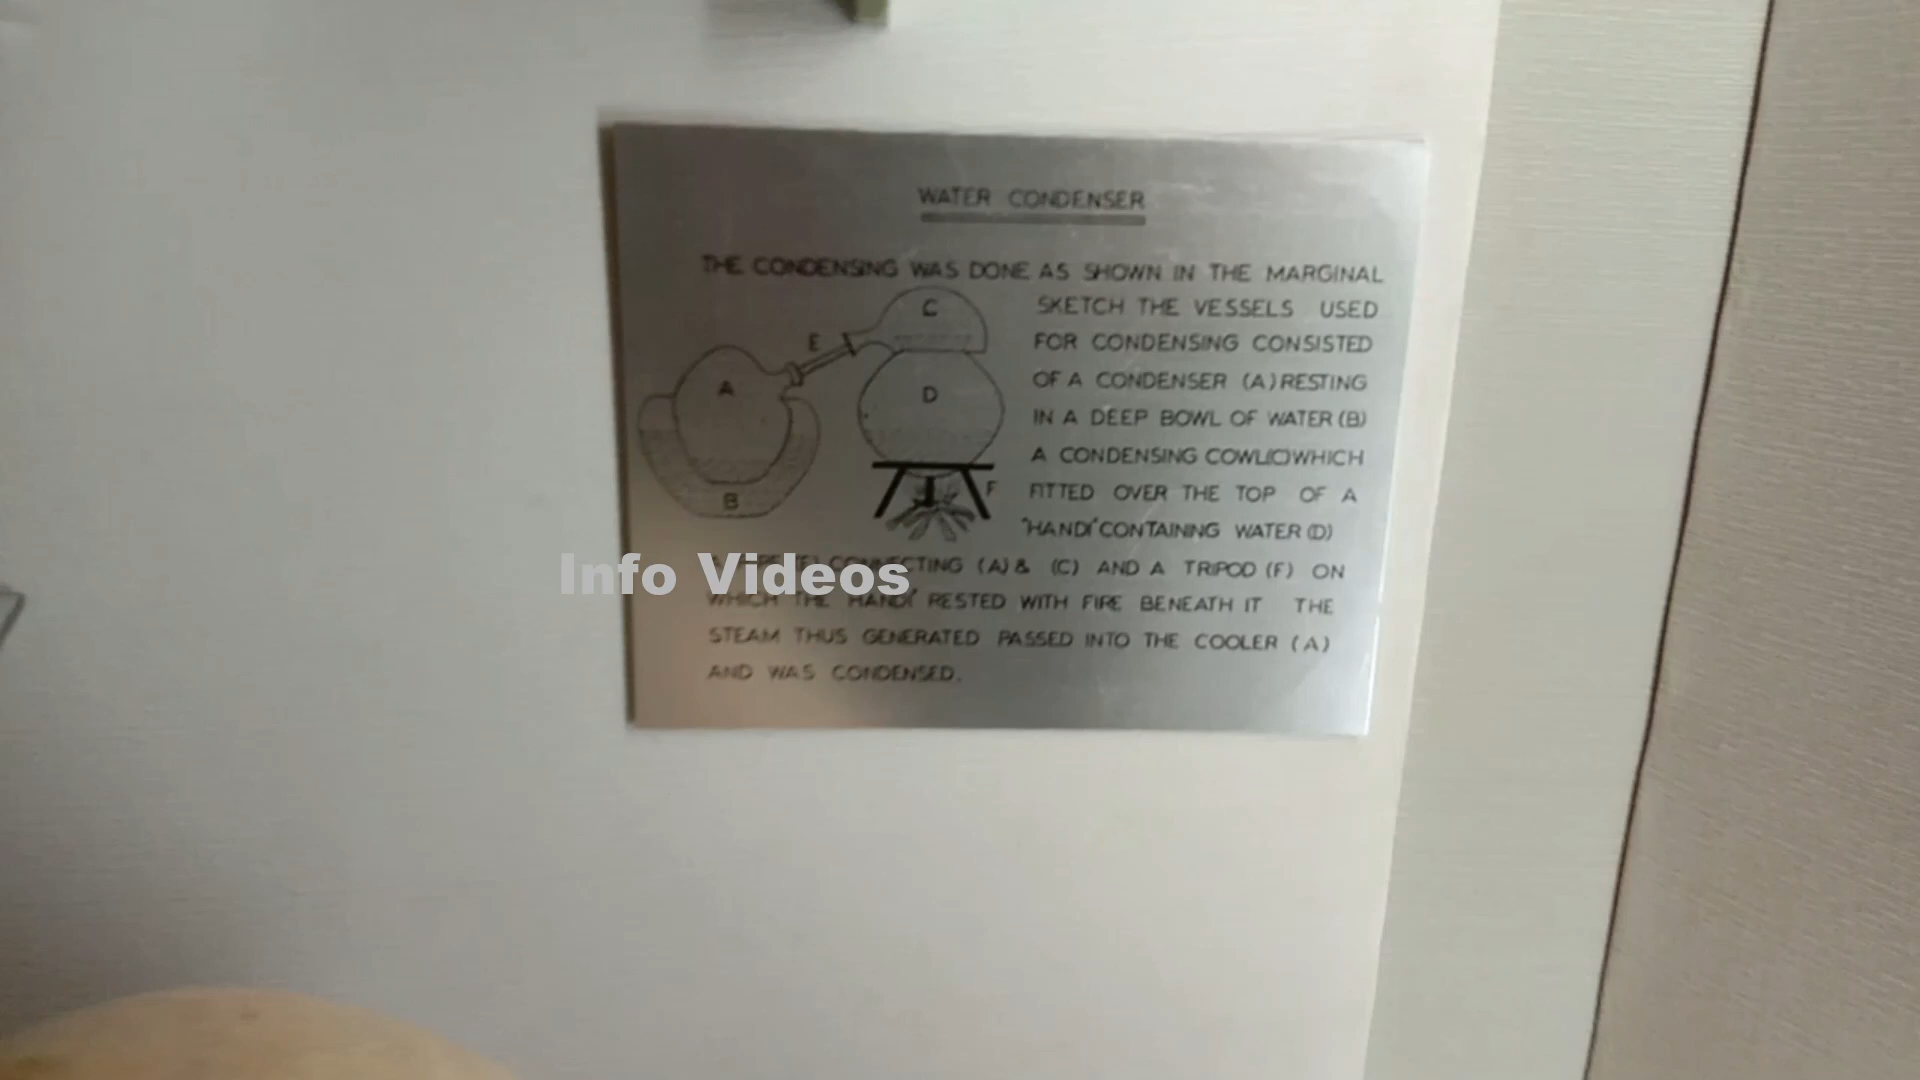 WATER CONDENSER
THE CONDENSING WAS DONE AS SHOWN IN THE MARGINAL
SKETCH THE VESSELS USED
FOR CONDENSING CONSISTED
OF A CONDENSER (A) RESTING
IN A DEEP BOWL OF WATER (B)
A CONDENSING COWL(C)WHICH
FITTED OVER THE TOP OF A
"HANDI" CONTAINING WATER (D)
CONNECTING (A) & (C) AND A TRIPOD (F) ON
WHICH THE "HANDI" RESTED WITH FIRE BENEATH IT THE
STEAM THUS GENERATED PASSED INTO THE COOLER (A)
AND WAS CONDENSED.
C
E
A
D
B
F
Info Videos